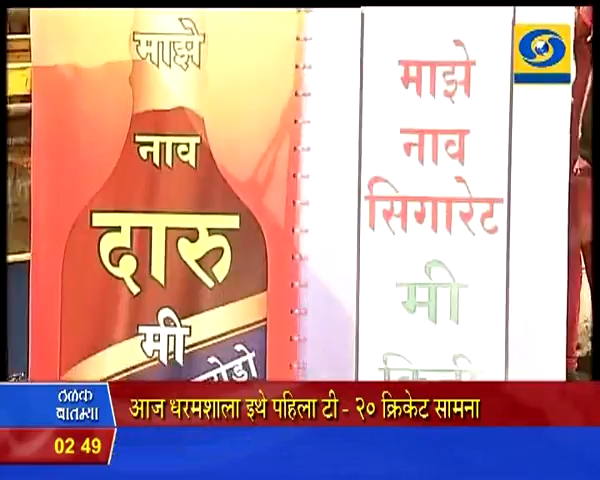 माझे
नाव
दारु
मी
माझे
नाव
सिगारेट
मी
ठळक
बातम्या
02 49
आज धरमशाला इथे पहिला टी - २० क्रिकेट सामना